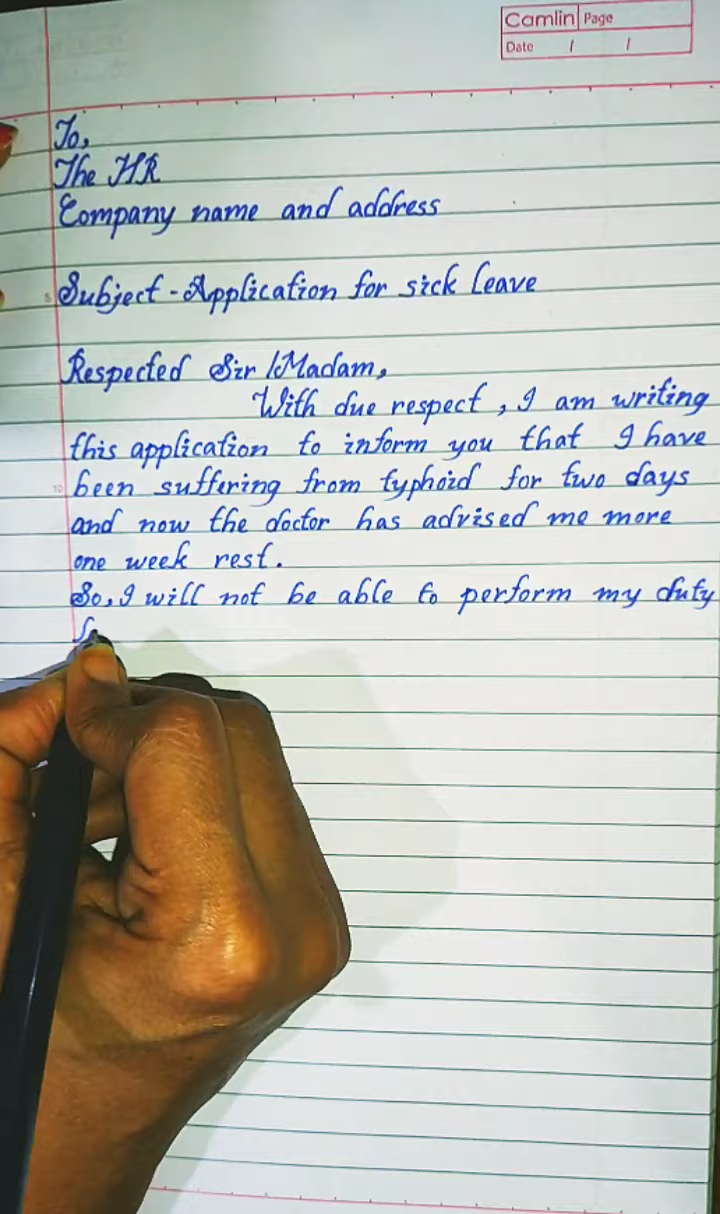 Camlin Page
Date / /
To,
The HR
Company name and address
Subject - Application for sick leave
Respected Sir/Madam,
With due respect, I am writing
this application to inform you that I have
been suffering from typhoid for two days
and now the doctor has advised me more
one week rest.
So, I will not be able to perform my duty